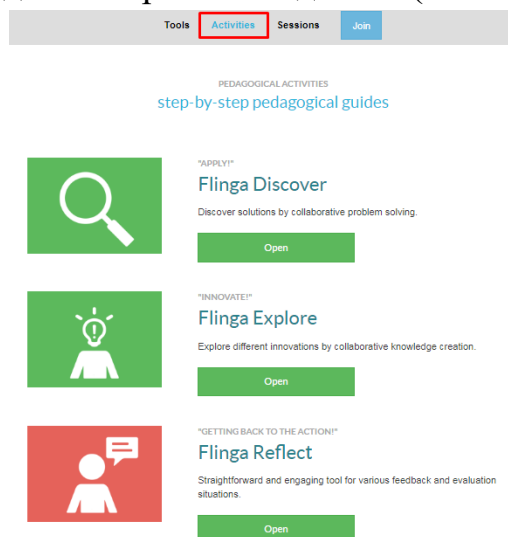 Tools Activities Sessions Join
PEDAGOGICAL ACTIVITIES
step-by-step pedagogical guides
"APPLY!"
Flinga Discover
Discover solutions by collaborative problem solving.
Open
"INNOVATE!"
Flinga Explore
Explore different innovations by collaborative knowledge creation.
Open
"GETTING BACK TO THE ACTION!"
Flinga Reflect
Straightforward and engaging tool for various feedback and evaluation
situations.
Open